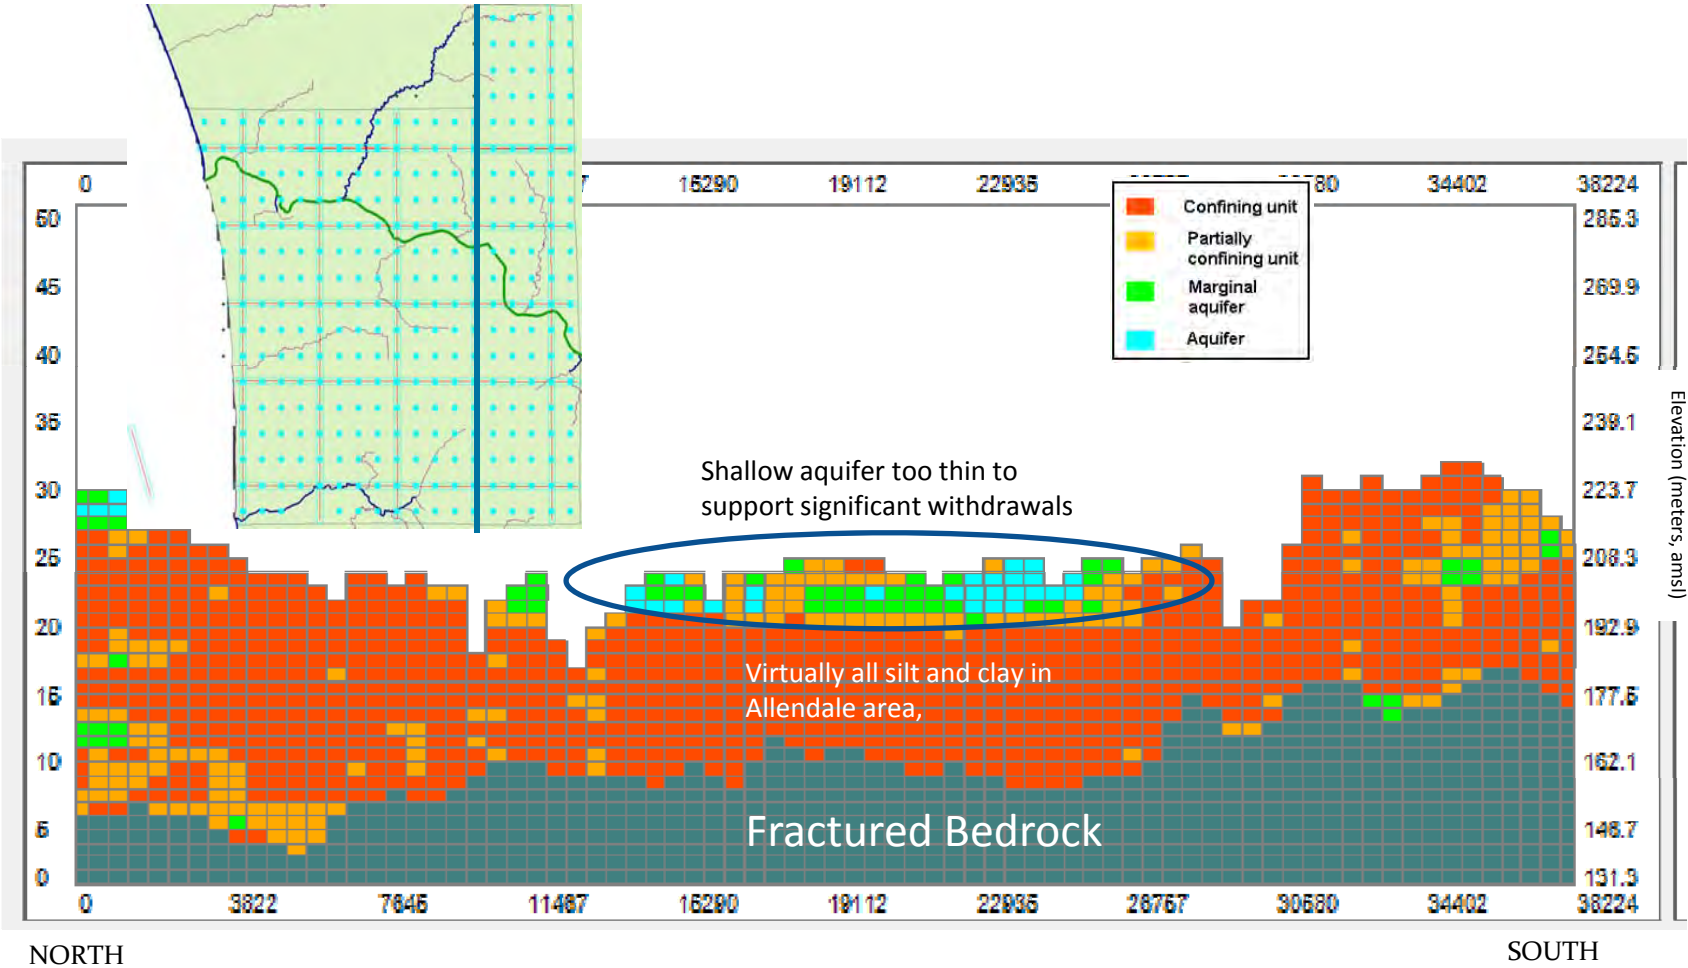 0
15290
19112
22935
34402
38224
Confining unit
Partially
confining unit
Marginal
aquifer
Aquifer
50
45
40
35
30
25
20
15
10
5
0
285.3
269.9
254.5
239.1
223.7
208.3
192.9
177.5
162.1
146.7
131.3
Elevation (meters, amsl)
Shallow aquifer too thin to
support significant withdrawals
Virtually all silt and clay in
Allendale area,
Fractured Bedrock
0
3822
7645
11467
15290
19112
22935
26757
30580
34402
38224
NORTH
SOUTH